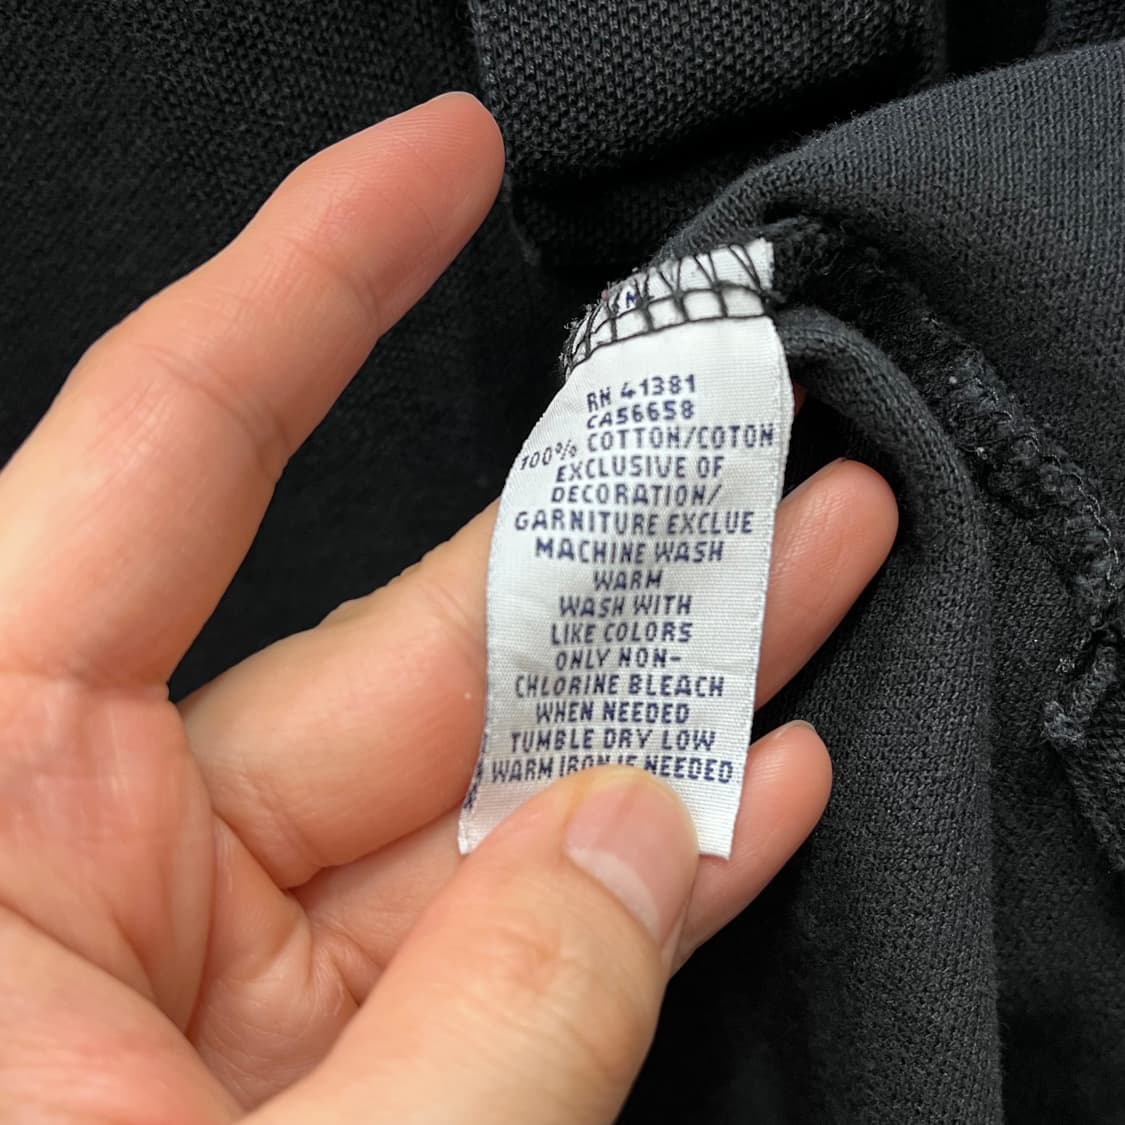 RN 41381
CA56658
100% COTTON/COTON
EXCLUSIVE OF
DECORATION/
GARNITURE EXCLUE
MACHINE WASH
WARM
WASH WITH
LIKE COLORS
ONLY NON-
CHLORINE BLEACH
WHEN NEEDED
TUMBLE DRY LOW
WARM IRON IF NEEDED